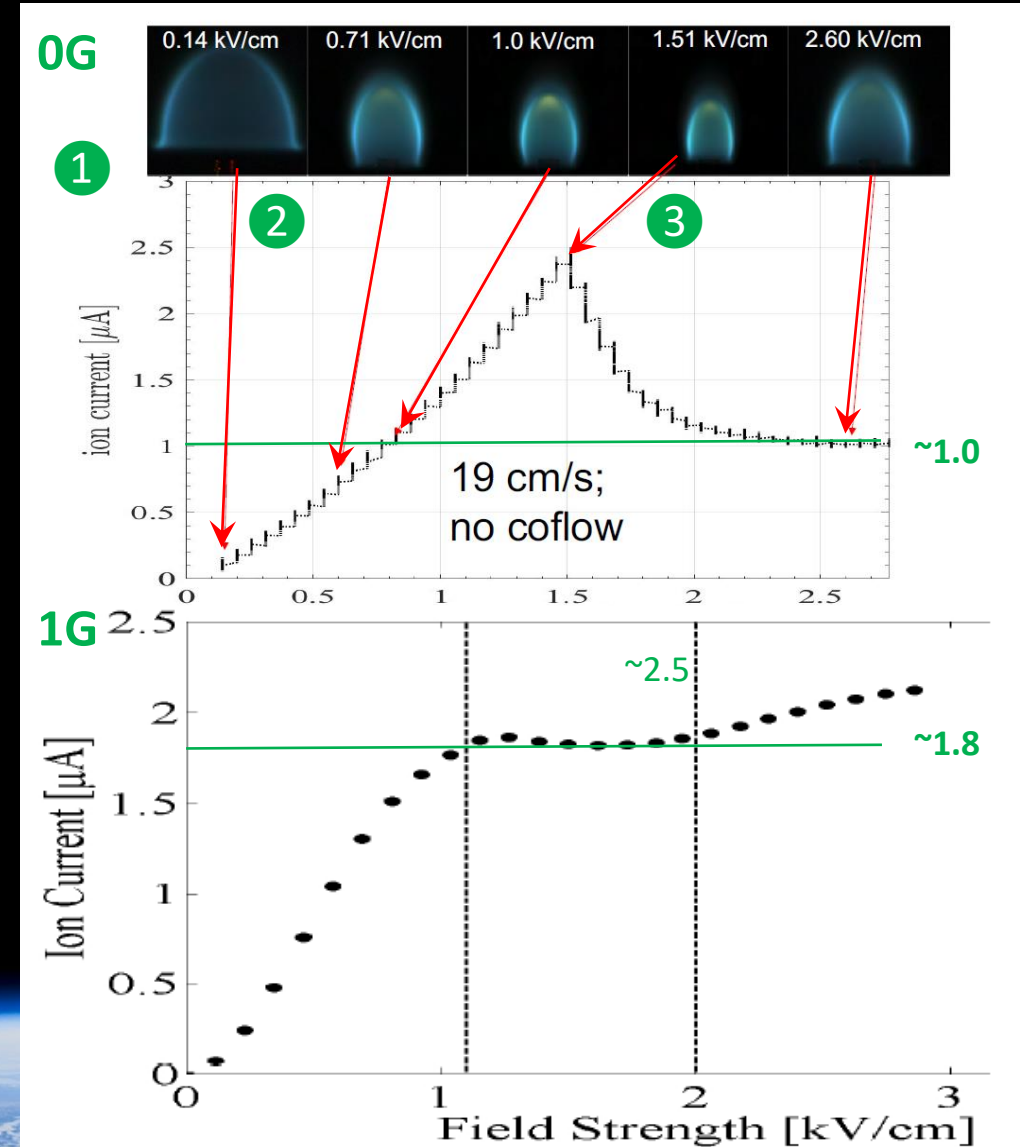 0G
0.14 kV/cm 0.71 kV/cm 1.0 kV/cm 1.51 kV/cm 2.60 kV/cm
1
2
3
3
2.5
2
1.5
1
0.5
0
ion current [μA]
~1.0
19 cm/s;
no coflow
0 0.5 1 1.5 2 2.5
1G
2.5
2
1.5
1
0.5
0
Ion Current [μA]
~2.5
~1.8
0 1 2 3
Field Strength [kV/cm]